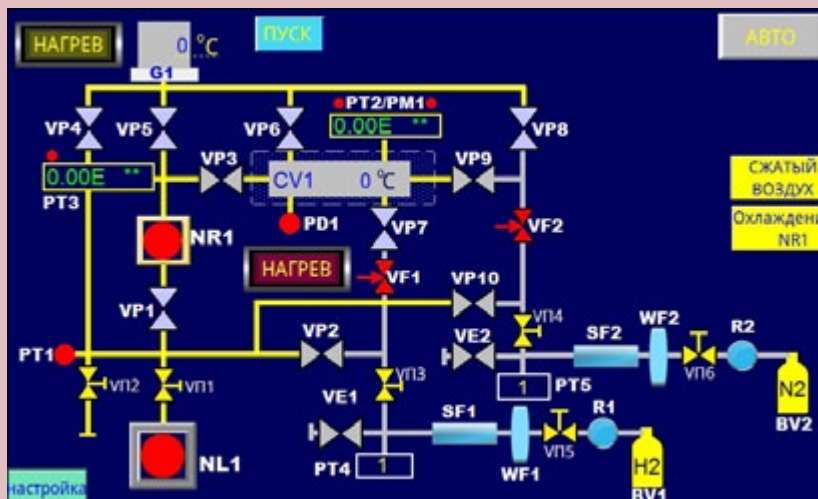 НАГРЕВ
0 °C
ПУСК
АВТО
G1
VP4
VP5
VP6
PT2/PM1
0.00E **
VP8
VP3
VP9
0.00E **
CV1 0 °C
СЖАТЫЙ
ВОЗДУХ
PT3
PD1
VP7
VF2
Охлаждени
NR1
NR1
НАГРЕВ
VF1
VP10
VP1
VP2
VE2
VП4
SF2
WF2
R2
PT1
VП2
VП1
VП3
VП6
1
PT5
N2
BV2
VE1
SF1
R1
NL1
PT4
1
WF1
VП5
H2
BV1
настройка